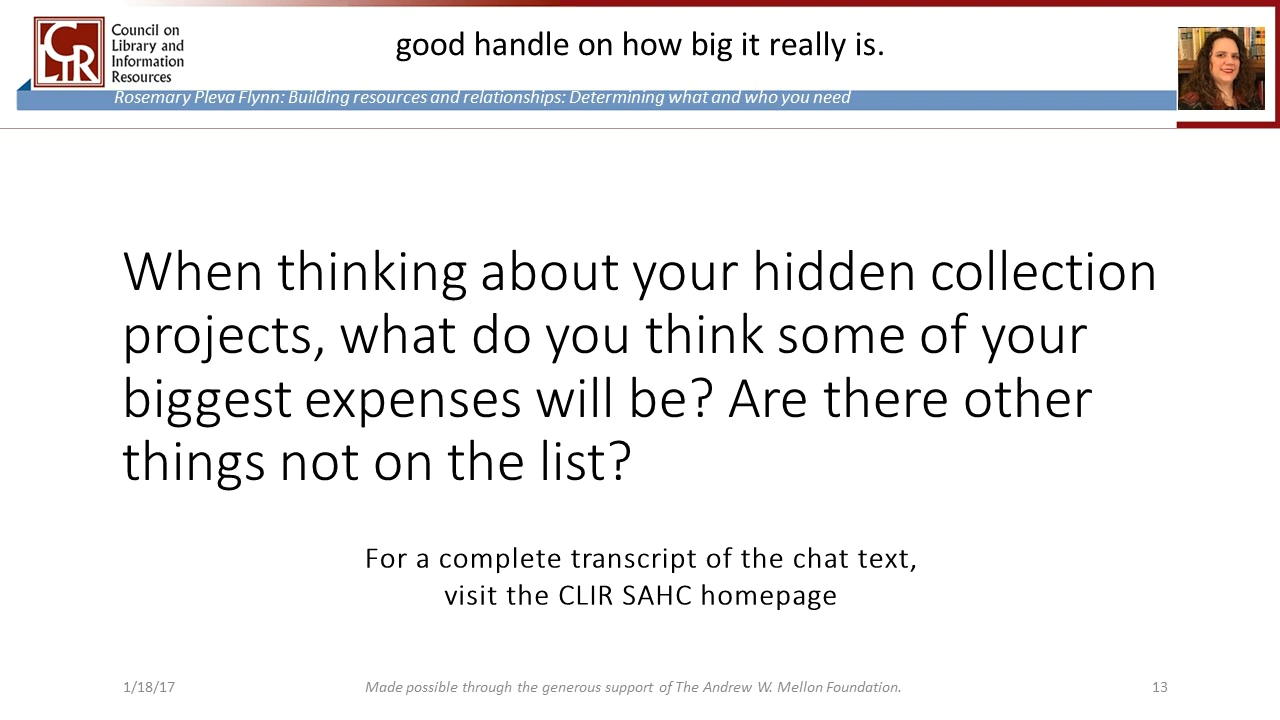 CLIR
Council on
Library and
Information
Resources
good handle on how big it really is.
Rosemary Pleva Flynn: Building resources and relationships: Determining what and who you need
When thinking about your hidden collection
projects, what do you think some of your
biggest expenses will be? Are there other
things not on the list?
For a complete transcript of the chat text,
visit the CLIR SAHC homepage
1/18/17
Made possible through the generous support of The Andrew W. Mellon Foundation.
13